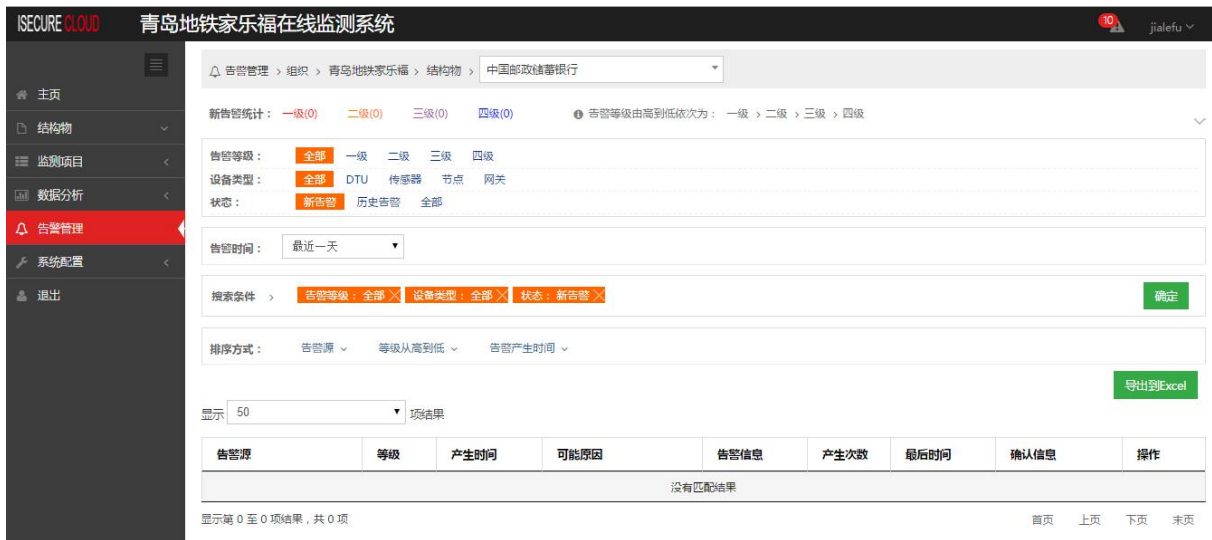 ISECURE CLOUD 青岛地铁家乐福在线监测系统 10 jialefu
主页
结构物
监测项目
数据分析
告警管理
系统配置
退出
告警管理 > 组织 > 青岛地铁家乐福 > 结构物 > 中国邮政储蓄银行
新告警统计： 一级(0) 二级(0) 三级(0) 四级(0) 告警等级由高到低依次为： 一级 > 二级 > 三级 > 四级
告警等级： 全部 一级 二级 三级 四级
设备类型： 全部 DTU 传感器 节点 网关
状态： 新告警 历史告警 全部
告警时间： 最近一天
搜索条件 > 告警等级：全部 设备类型：全部 状态：新告警 确定
排序方式： 告警源 等级从高到低 告警产生时间
导出到Excel
显示 50 项结果
告警源 等级 产生时间 可能原因 告警信息 产生次数 最后时间 确认信息 操作
没有匹配结果
显示第 0 至 0 项结果，共 0 项 首页 上页 下页 末页